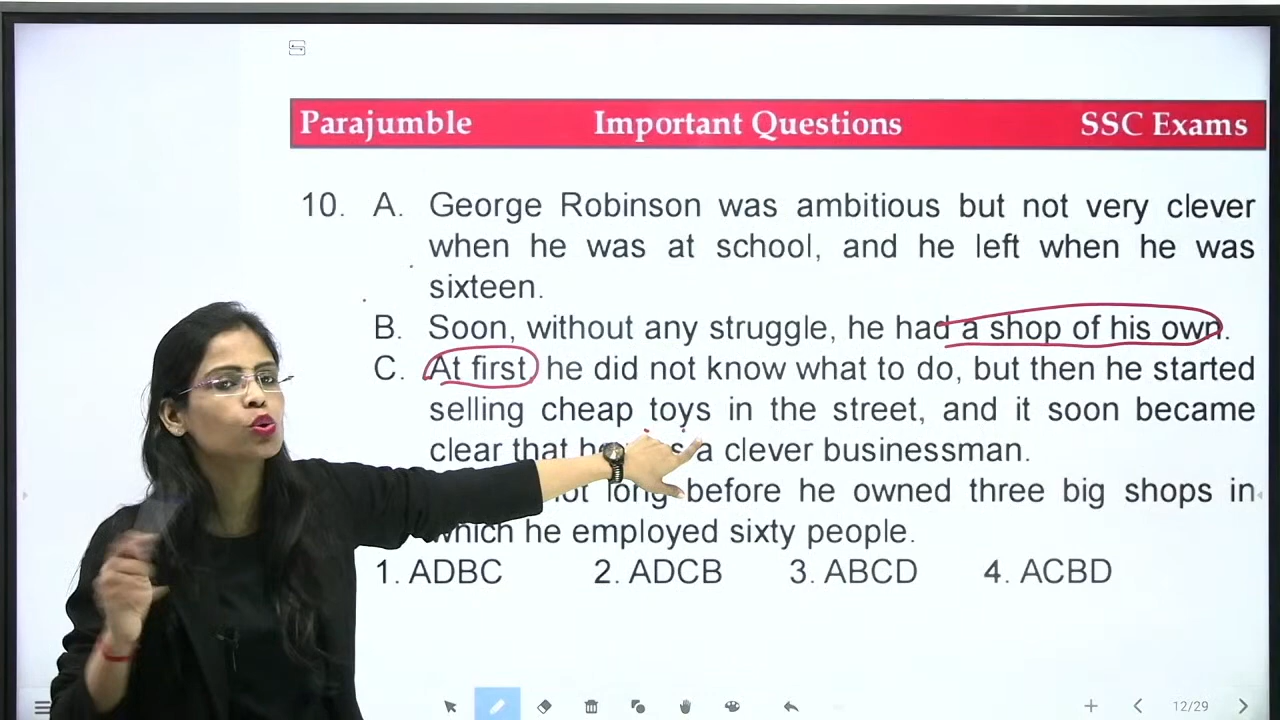 Parajumble Important Questions SSC Exams
10. A. George Robinson was ambitious but not very clever
when he was at school, and he left when he was
sixteen.
B. Soon, without any struggle, he had a shop of his own.
C. At first, he did not know what to do, but then he started
selling cheap toys in the street, and it soon became
clear that a clever businessman.
long before he owned three big shops in
which he employed sixty people.
1. ADBC 2. ADCB 3. ABCD 4. ACBD
12/29